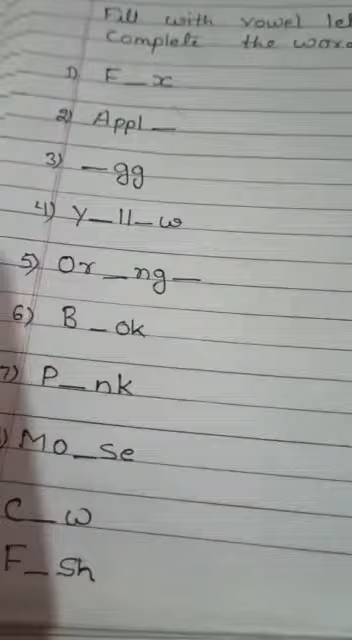 Fill with vowel
Complete the
1) F_x
2) Appl_
3) _gg
4) Y_ll_w
5) Or_ng_
6) B_ok
7) P_nk
) Mo_se
C_w
F_sh